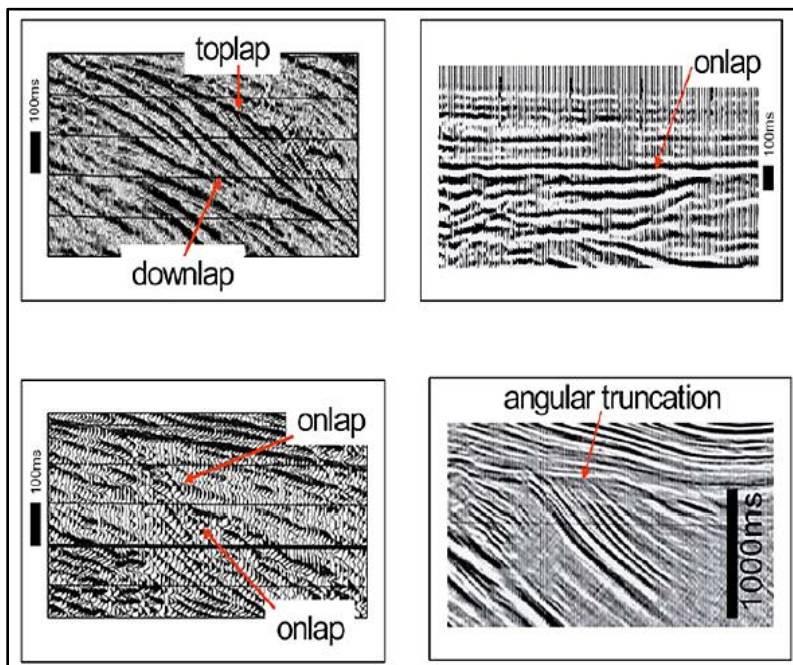 toplap
100ms
downlap
onlap
100ms
onlap
100ms
onlap
angular truncation
1000ms